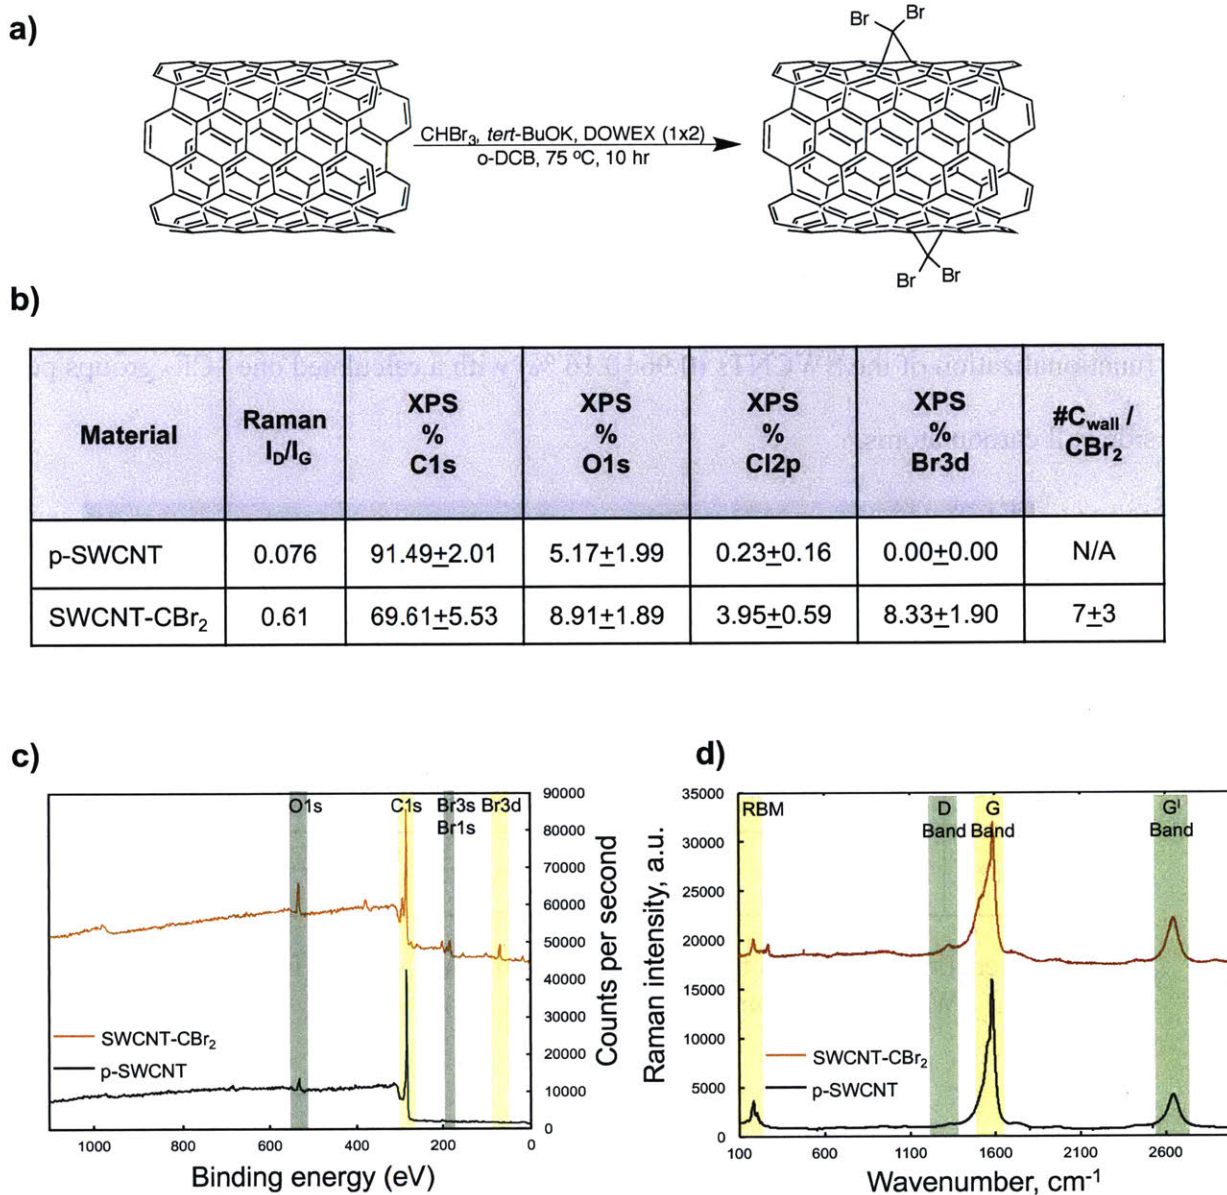 a)
Br Br
CHBr₃, tert-BuOK, DOWEX (1x2)
o-DCB, 75 ºC, 10 hr
Br Br
b)
Material
Raman
I_D/I_G
XPS
%
C1s
XPS
%
O1s
XPS
%
Cl2p
XPS
%
Br3d
#C_wall /
CBr₂
p-SWCNT 0.076 91.49±2.01 5.17±1.99 0.23±0.16 0.00±0.00 N/A
SWCNT-CBr₂ 0.61 69.61±5.53 8.91±1.89 3.95±0.59 8.33±1.90 7±3
c)
O1s C1s Br3s Br3d
Br1s
90000
80000
70000
60000
50000
40000
30000
20000
10000
0
Counts per second
SWCNT-CBr₂
p-SWCNT
1000 800 600 400 200 0
Binding energy (eV)
d)
RBM D G G'
Band Band Band
35000
30000
25000
20000
15000
10000
5000
0
Raman intensity, a.u.
SWCNT-CBr₂
p-SWCNT
100 600 1100 1600 2100 2600
Wavenumber, cm⁻¹